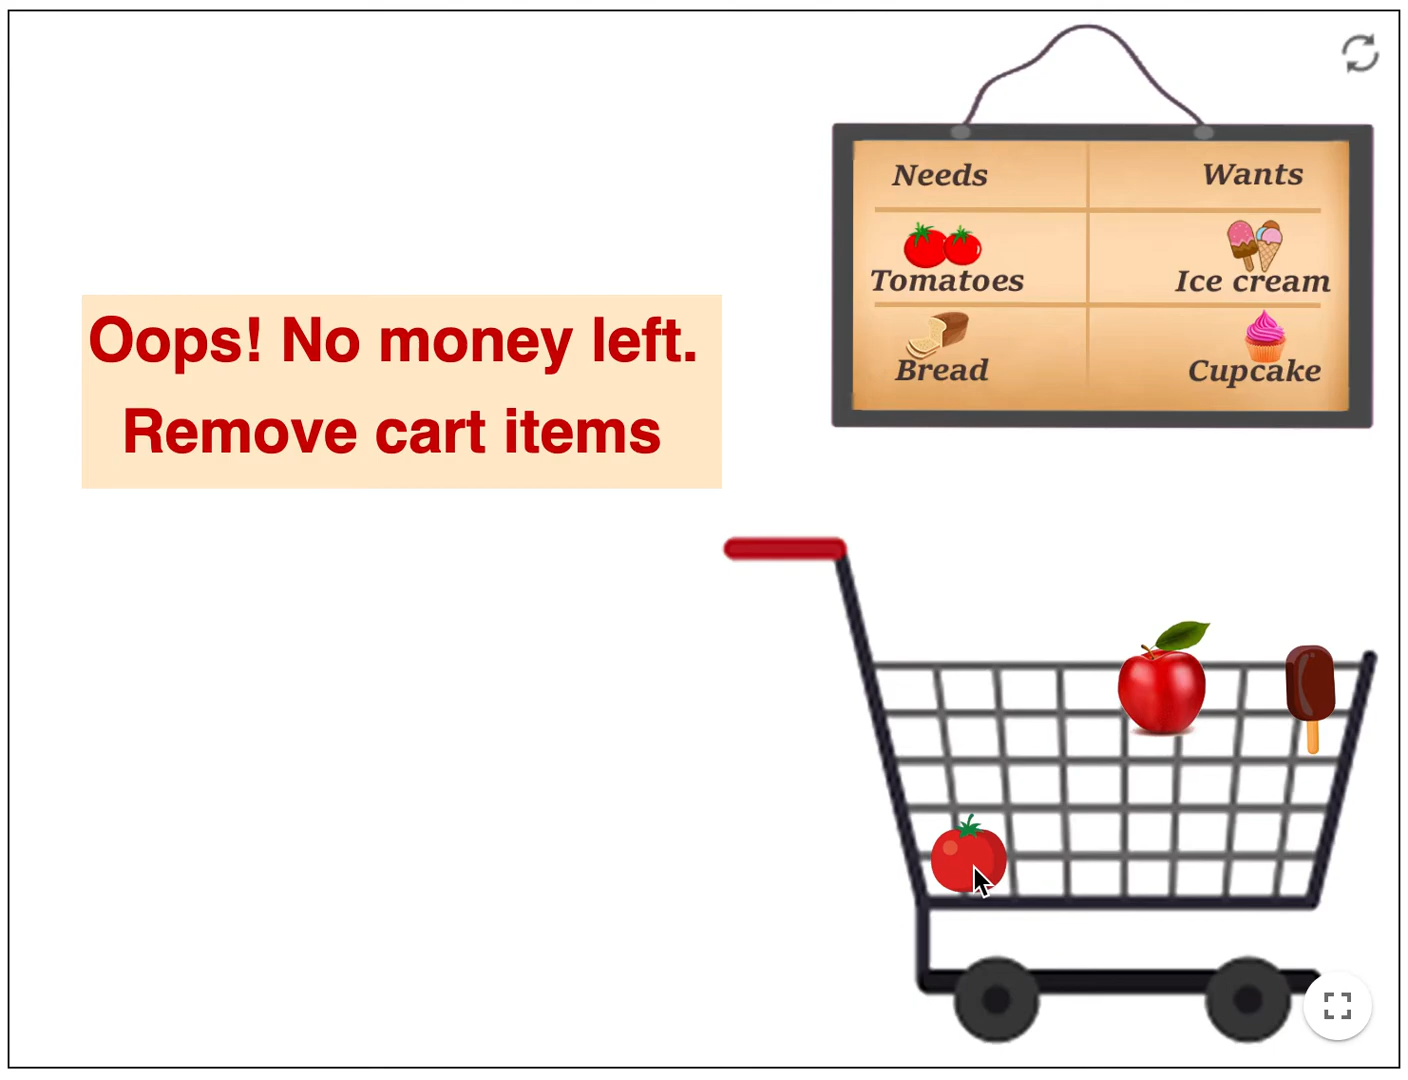 Needs
Wants
Tomatoes
Ice cream
Bread
Cupcake
Oops! No money left.
Remove cart items